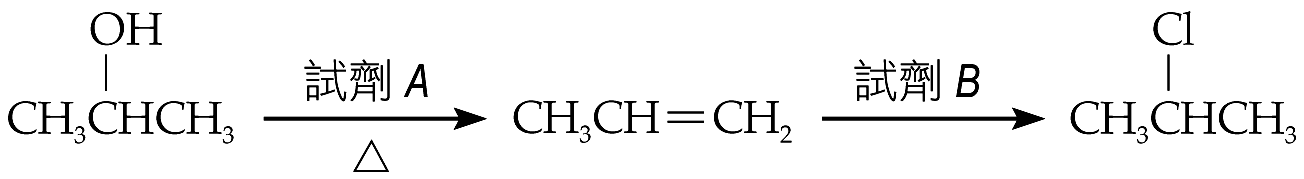 OH Cl
CH₃CHCH₃ 試劑 A △ CH₃CH=CH₂ 試劑 B CH₃CHCH₃